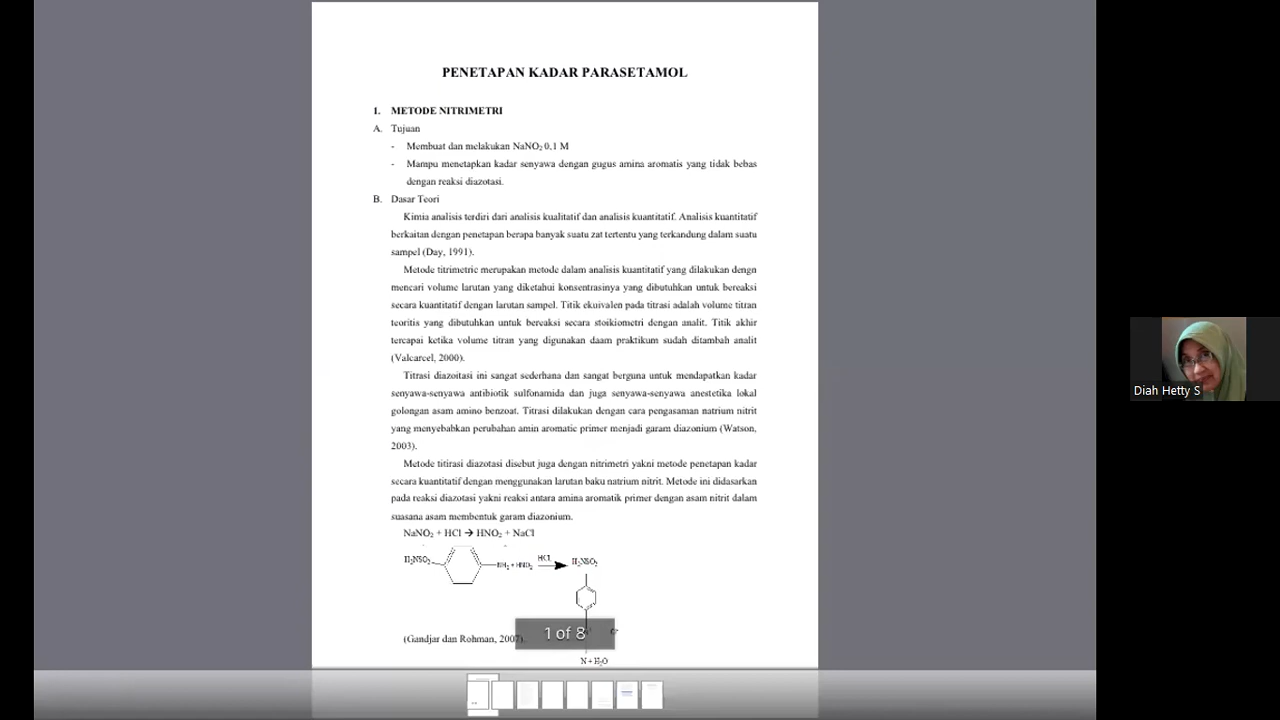 PENETAPAN KADAR PARASETAMOL
1. METODE NITRIMETRI
A. Tujuan
- Membuat dan melakukan NaNO₂ 0,1 M
- Mampu menetapkan kadar senyawa dengan gugus amina aromatis yang tidak bebas
dengan reaksi diazotasi.
B. Dasar Teori
Kimia analisis terdiri dari analisis kualitatif dan analisis kuantitatif. Analisis kuantitatif
berkaitan dengan penetapan berapa banyak suatu zat tertentu yang terkandung dalam suatu
sampel (Day, 1991).
Metode titrimetric merupakan metode dalam analisis kuantitatif yang dilakukan dengn
mencari volume larutan yang diketahui konsentrasinya yang dibutuhkan untuk bereaksi
secara kuantitatif dengan larutan sampel. Titik ekuivalen pada titrasi adalah volume titran
teoritis yang dibutuhkan untuk bereaksi secara stoikiometri dengan analit. Titik akhir
tercapai ketika volume titran yang digunakan daam praktikum sudah ditambah analit
(Valcarcel, 2000).
Titrasi diazoitasi ini sangat sederhana dan sangat berguna untuk mendapatkan kadar
senyawa-senyawa antibiotik sulfonamida dan juga senyawa-senyawa anestetika lokal
golongan asam amino benzoat. Titrasi dilakukan dengan cara pengasaman natrium nitrit
yang menyebabkan perubahan amin aromatic primer menjadi garam diazonium (Watson,
2003).
Metode titirasi diazotasi disebut juga dengan nitrimetri yakni metode penetapan kadar
secara kuantitatif dengan menggunakan larutan baku natrium nitrit. Metode ini didasarkan
pada reaksi diazotasi yakni reaksi antara amina aromatik primer dengan asam nitrit dalam
suasana asam membentuk garam diazonium.
NaNO₂ + HCl → HNO₂ + NaCl
H₂NSO₂ NH₂ + HNO₂ HCl H₂NSO₂
(Gandjar dan Rohman, 2007).
1 of 8
N + H₂O
Diah Hetty S